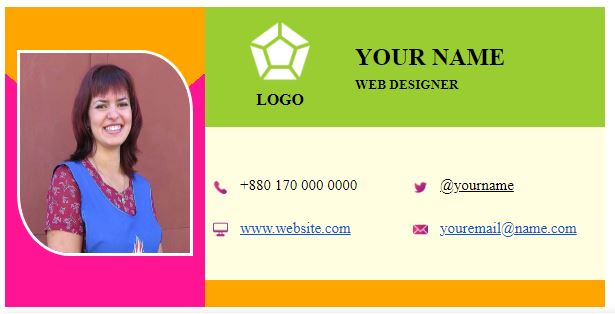 LOGO
YOUR NAME
WEB DESIGNER
+880 170 000 0000
@yourname
www.website.com
youremail@name.com